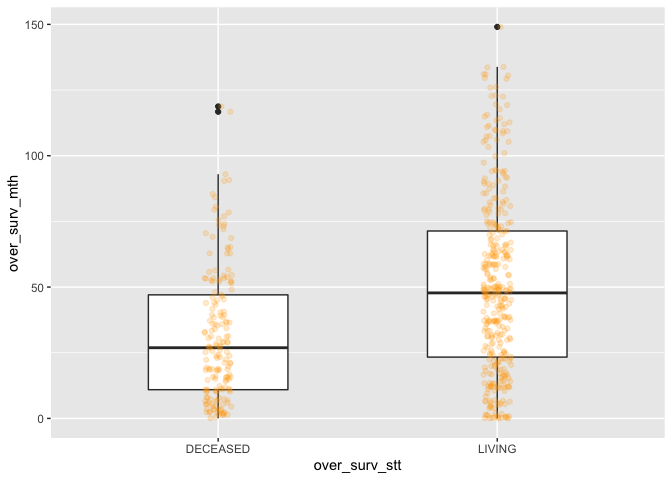 150
100
50
0
over_surv_mth
DECEASED
LIVING
over_surv_stt